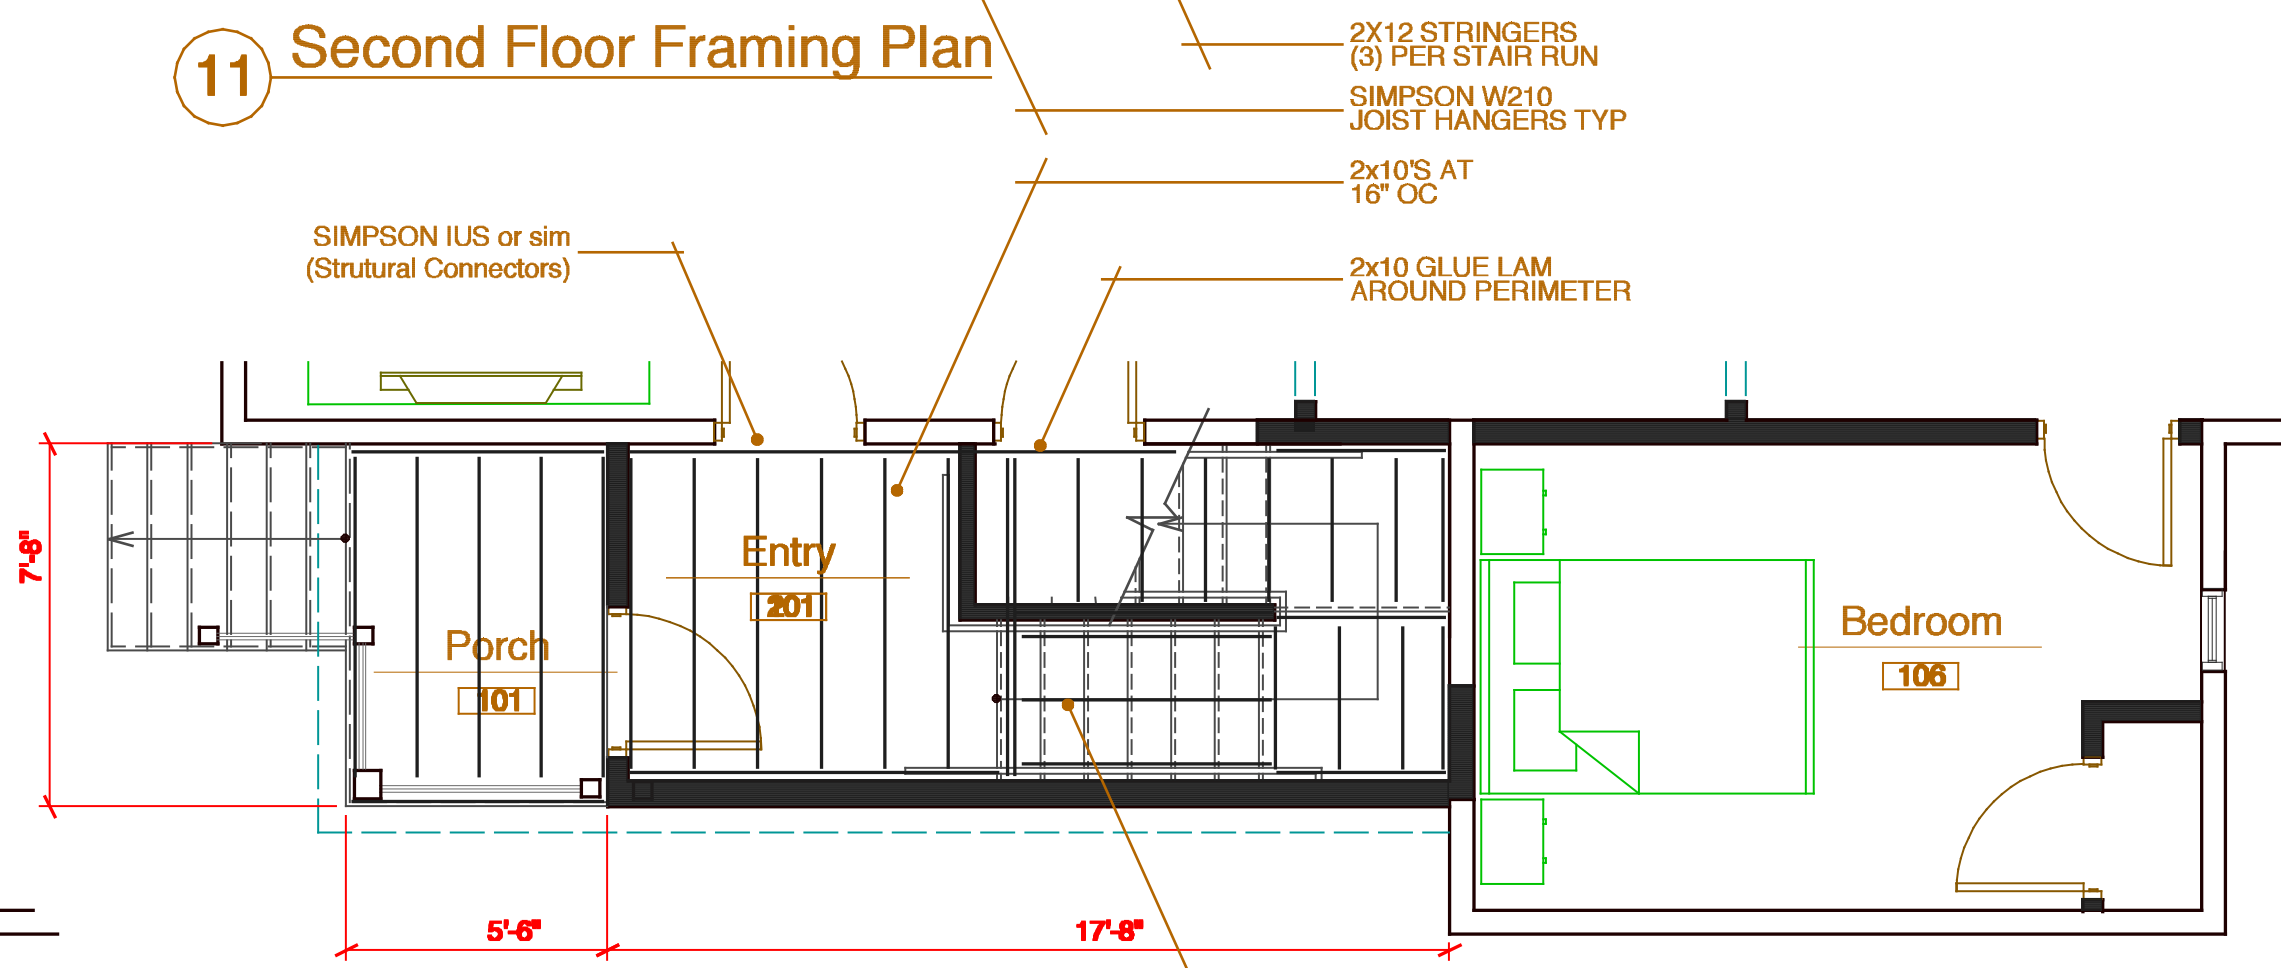 11
Second Floor Framing Plan
2X12 STRINGERS
(3) PER STAIR RUN
SIMPSON W210
JOIST HANGERS TYP
2x10'S AT
16" OC
SIMPSON IUS or sim
(Strutural Connectors)
2x10 GLUE LAM
AROUND PERIMETER
7'-8"
Entry
201
Porch
101
Bedroom
106
5'-6"
17'-8"